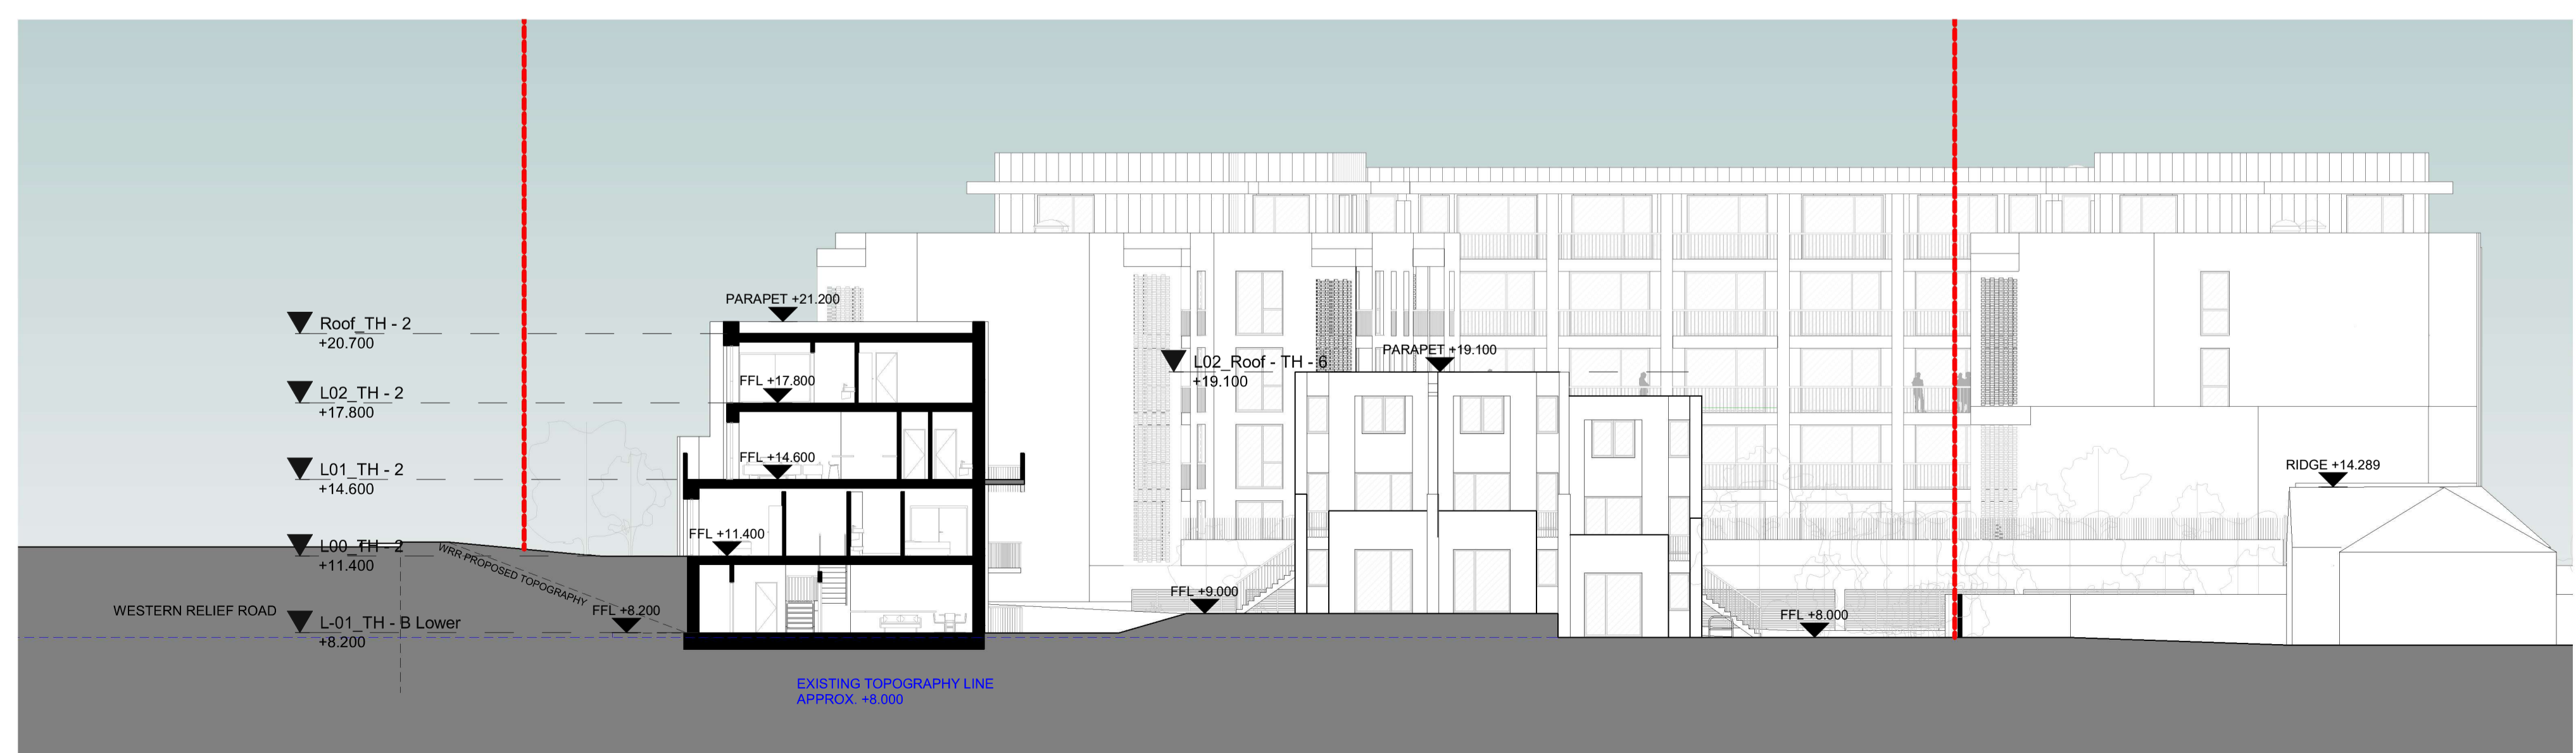 PARAPET +21.200
Roof_TH - 2
+20.700
PARAPET +19.100
L02_Roof - TH - 6
+19.100
FFL +17.800
L02_TH - 2
+17.800
FFL +14.600
L01_TH - 2
+14.600
RIDGE +14.289
FFL +11.400
L00_TH - 2
+11.400
WRR PROPOSED TOPOGRAPHY
WESTERN RELIEF ROAD
FFL +8.200
L-01_TH - B Lower
+8.200
FFL +9.000
FFL +8.000
EXISTING TOPOGRAPHY LINE
APPROX. +8.000